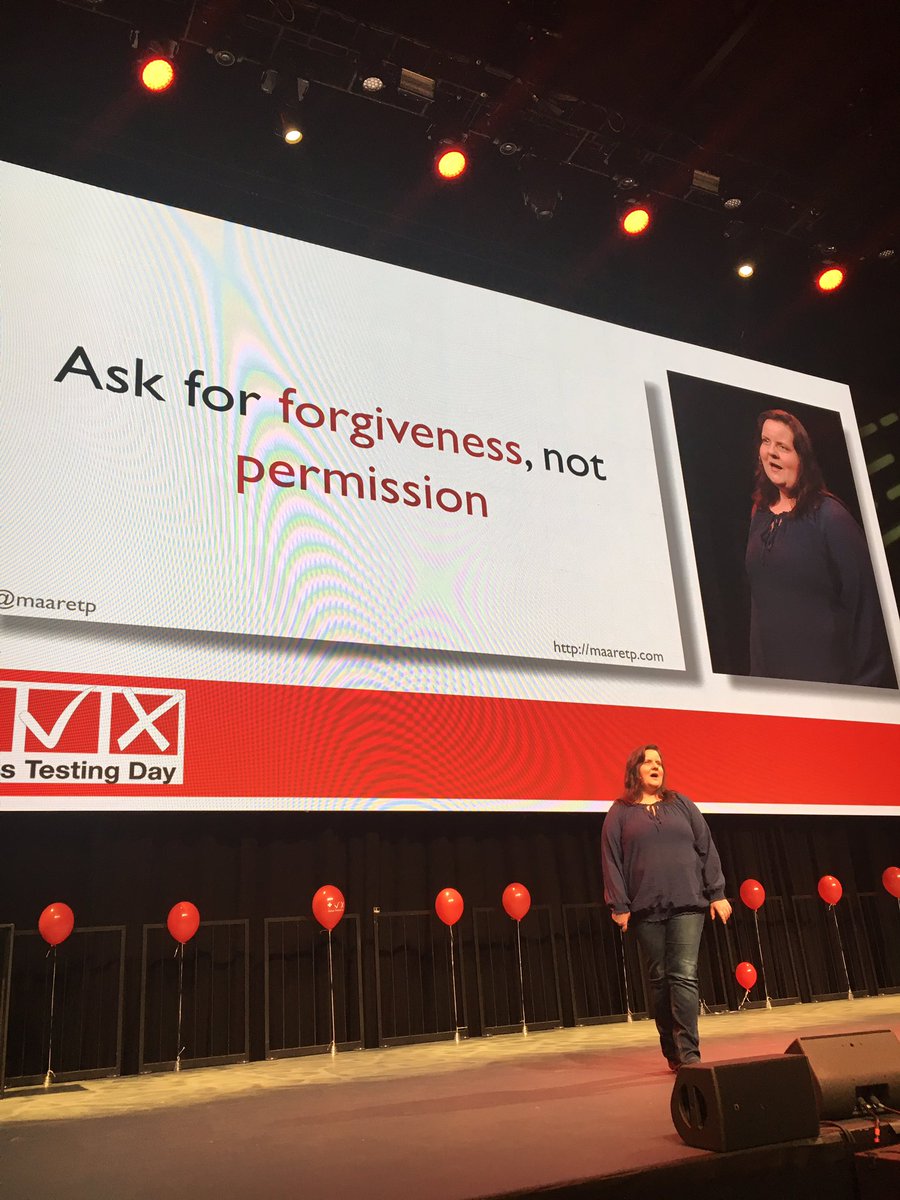 Ask for forgiveness, not
permission
@maaretp
http://maaretp.com
s Testing Day